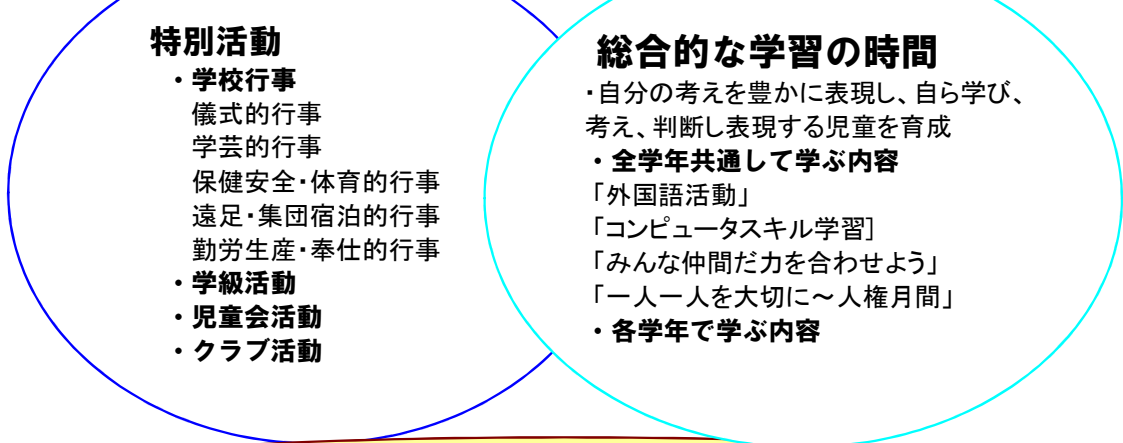 特別活動
・学校行事
儀式的行事
学芸的行事
保健安全・体育的行事
遠足・集団宿泊的行事
勤労生産・奉仕的行事
・学級活動
・児童会活動
・クラブ活動
総合的な学習の時間
・自分の考えを豊かに表現し、自ら学び、
考え、判断し表現する児童を育成
・全学年共通して学ぶ内容
「外国語活動」
「コンピュータスキル学習]
「みんな仲間だ力を合わせよう」
「一人一人を大切に～人権月間」
・各学年で学ぶ内容